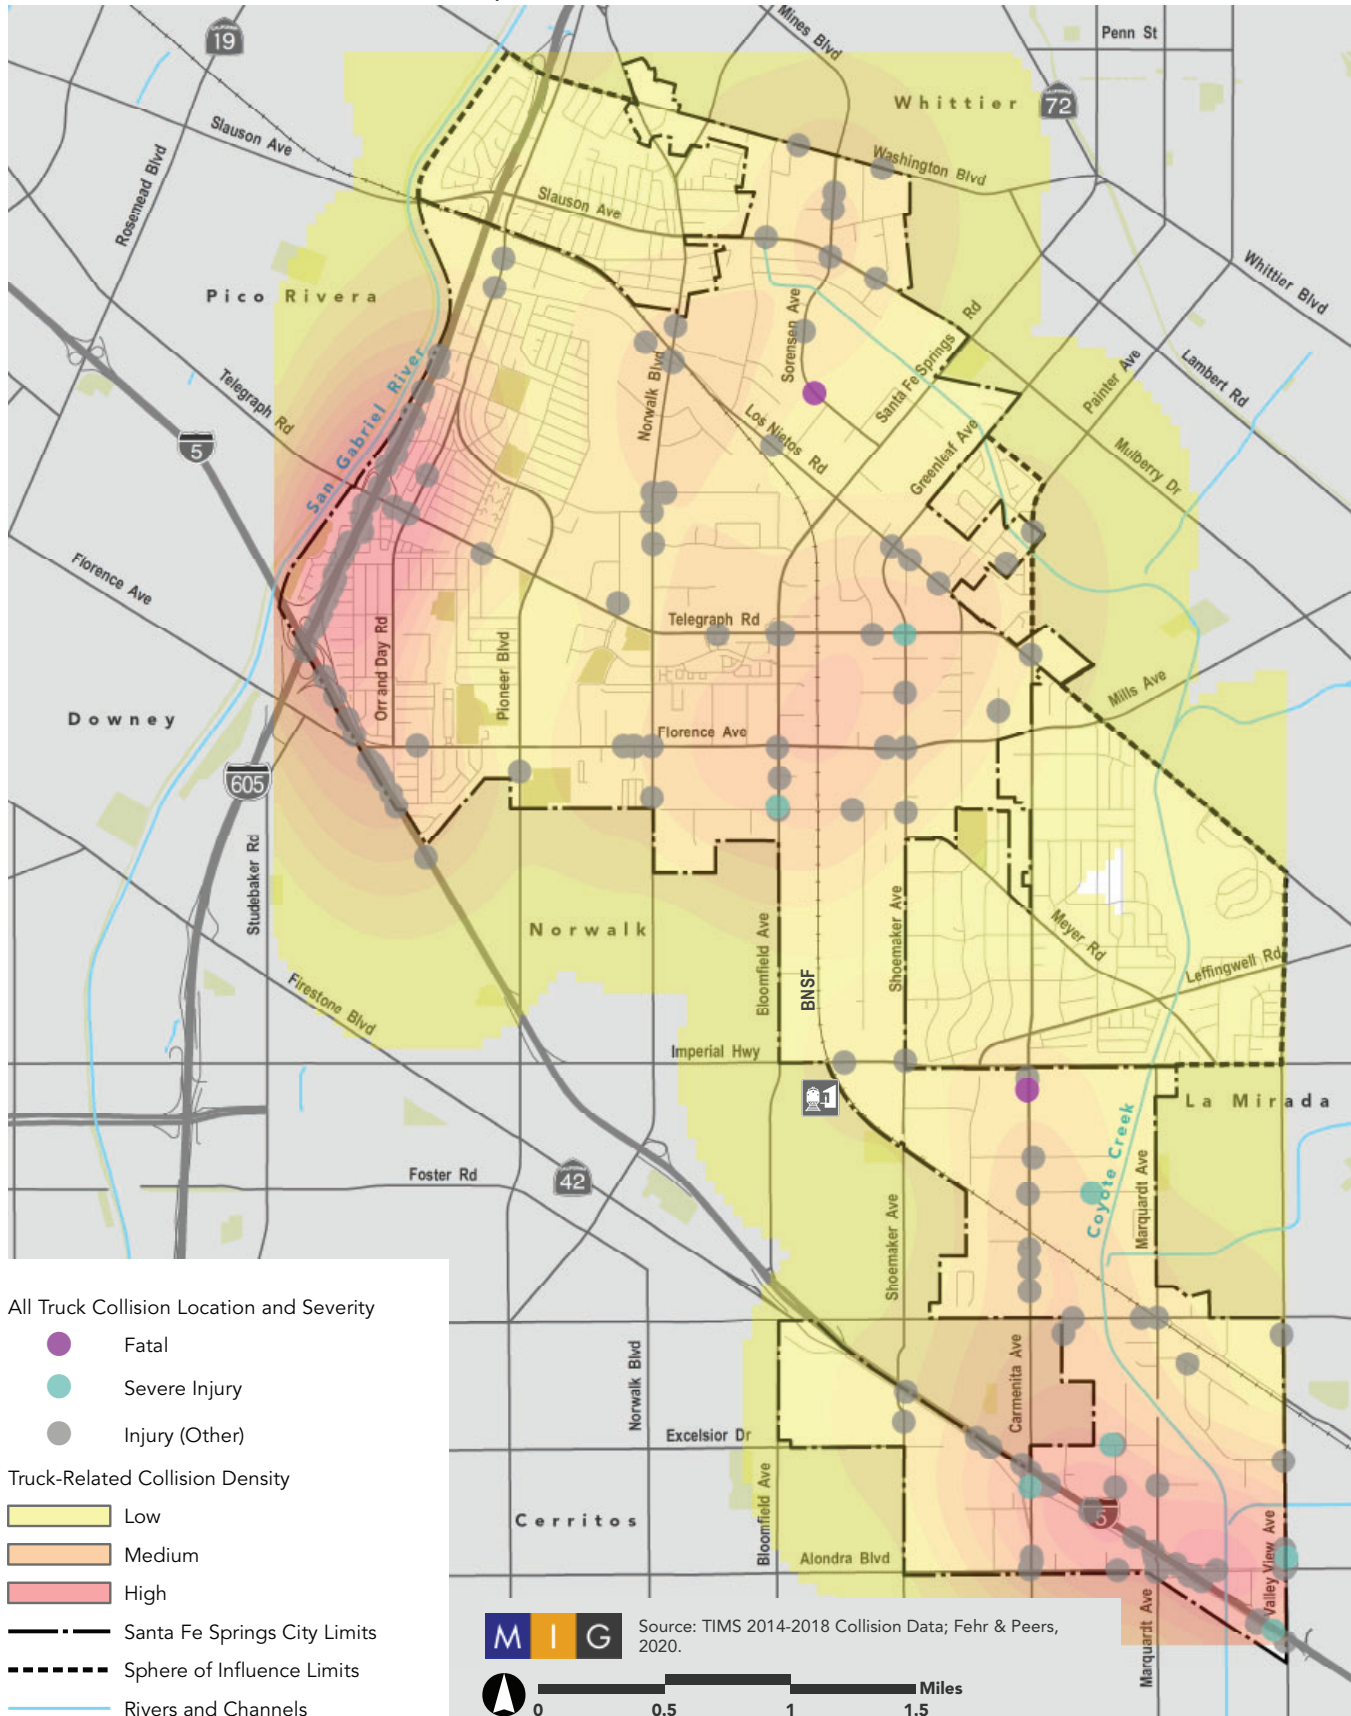 19
Mines Blvd
Penn St
Whittier
72
Slauson Ave
Rosemead Blvd
Washington Blvd
Slauson Ave
Whittier Blvd
Pico Rivera
Sorensen Ave
Santa Fe Springs Rd
Lambert Rd
San Gabriel River
Telegraph Rd
Norwalk Blvd
Painter Ave
Los Nietos Rd
Mulberry Dr
5
Greenleaf Ave
Florence Ave
Telegraph Rd
Orr and Day Rd
Pioneer Blvd
Mills Ave
Downey
Florence Ave
605
Studebaker Rd
Norwalk
Bloomfield Ave
Shoemaker Ave
Meyer Rd
Leffingwell Rd
BNSF
Firestone Blvd
Imperial Hwy
La Mirada
Coyote Creek
Foster Rd
42
Marquardt Ave
Shoemaker Ave
All Truck Collision Location and Severity
Fatal
Severe Injury
Injury (Other)
Norwalk Blvd
Carmenita Ave
Excelsior Dr
Truck-Related Collision Density
Low
Medium
High
Bloomfield Ave
5
Cerritos
Valley View Ave
Alondra Blvd
Marquardt Ave
Santa Fe Springs City Limits
Sphere of Influence Limits
Rivers and Channels
M I G
Source: TIMS 2014-2018 Collision Data; Fehr & Peers,
2020.
Miles
0 0.5 1 1.5